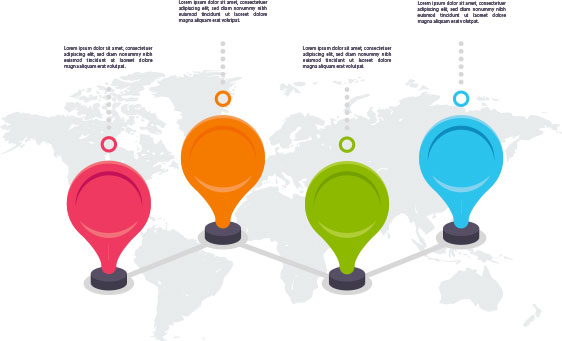 Lorem ipsum dolor sit amet, consectetuer
adipiscing elit, sed diam nonummy nibh
euismod tincidunt ut laoreet dolore
magna aliquam erat volutpat.
Lorem ipsum dolor sit amet, consectetuer
adipiscing elit, sed diam nonummy nibh
euismod tincidunt ut laoreet dolore
magna aliquam erat volutpat.
Lorem ipsum dolor sit amet, consectetuer
adipiscing elit, sed diam nonummy nibh
euismod tincidunt ut laoreet dolore
magna aliquam erat volutpat.
Lorem ipsum dolor sit amet, consectetuer
adipiscing elit, sed diam nonummy nibh
euismod tincidunt ut laoreet dolore
magna aliquam erat volutpat.